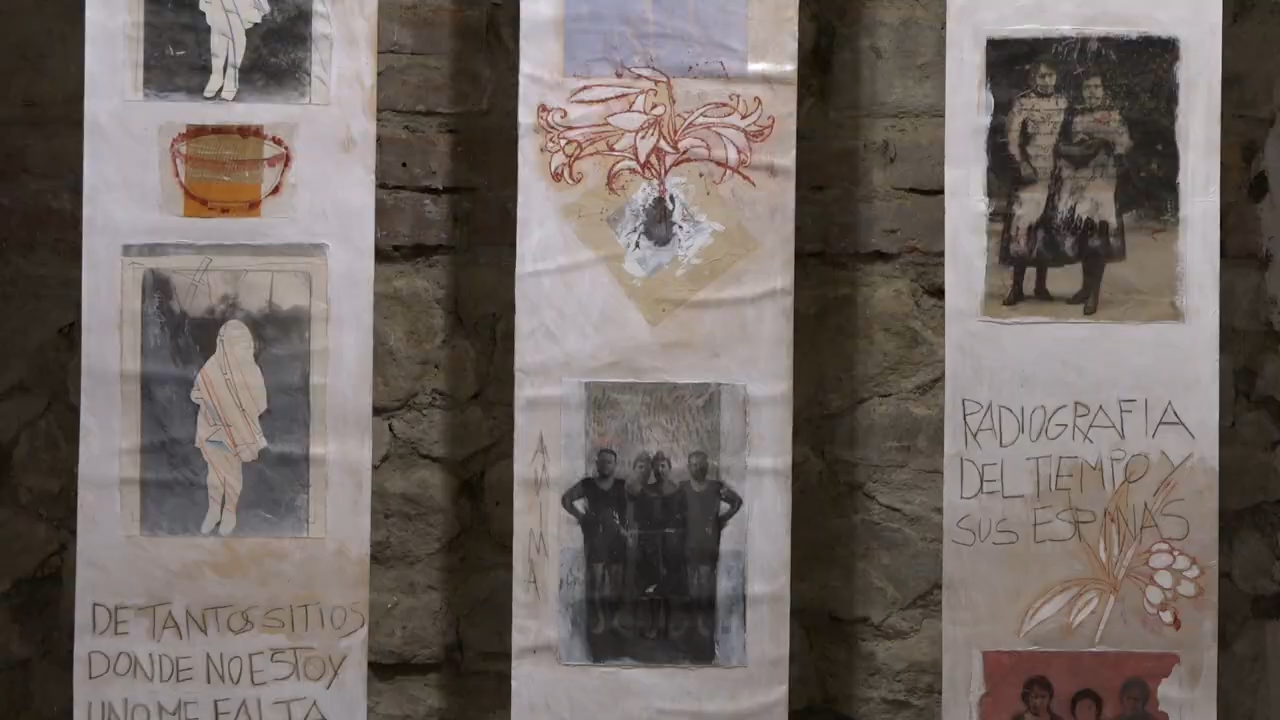 DE TANTOS SITIOS
DONDE NO ESTOY
UNO ME FALTA
ANIMA
RADIOGRAFIA
DEL TIEMPO Y
SUS ESPINAS